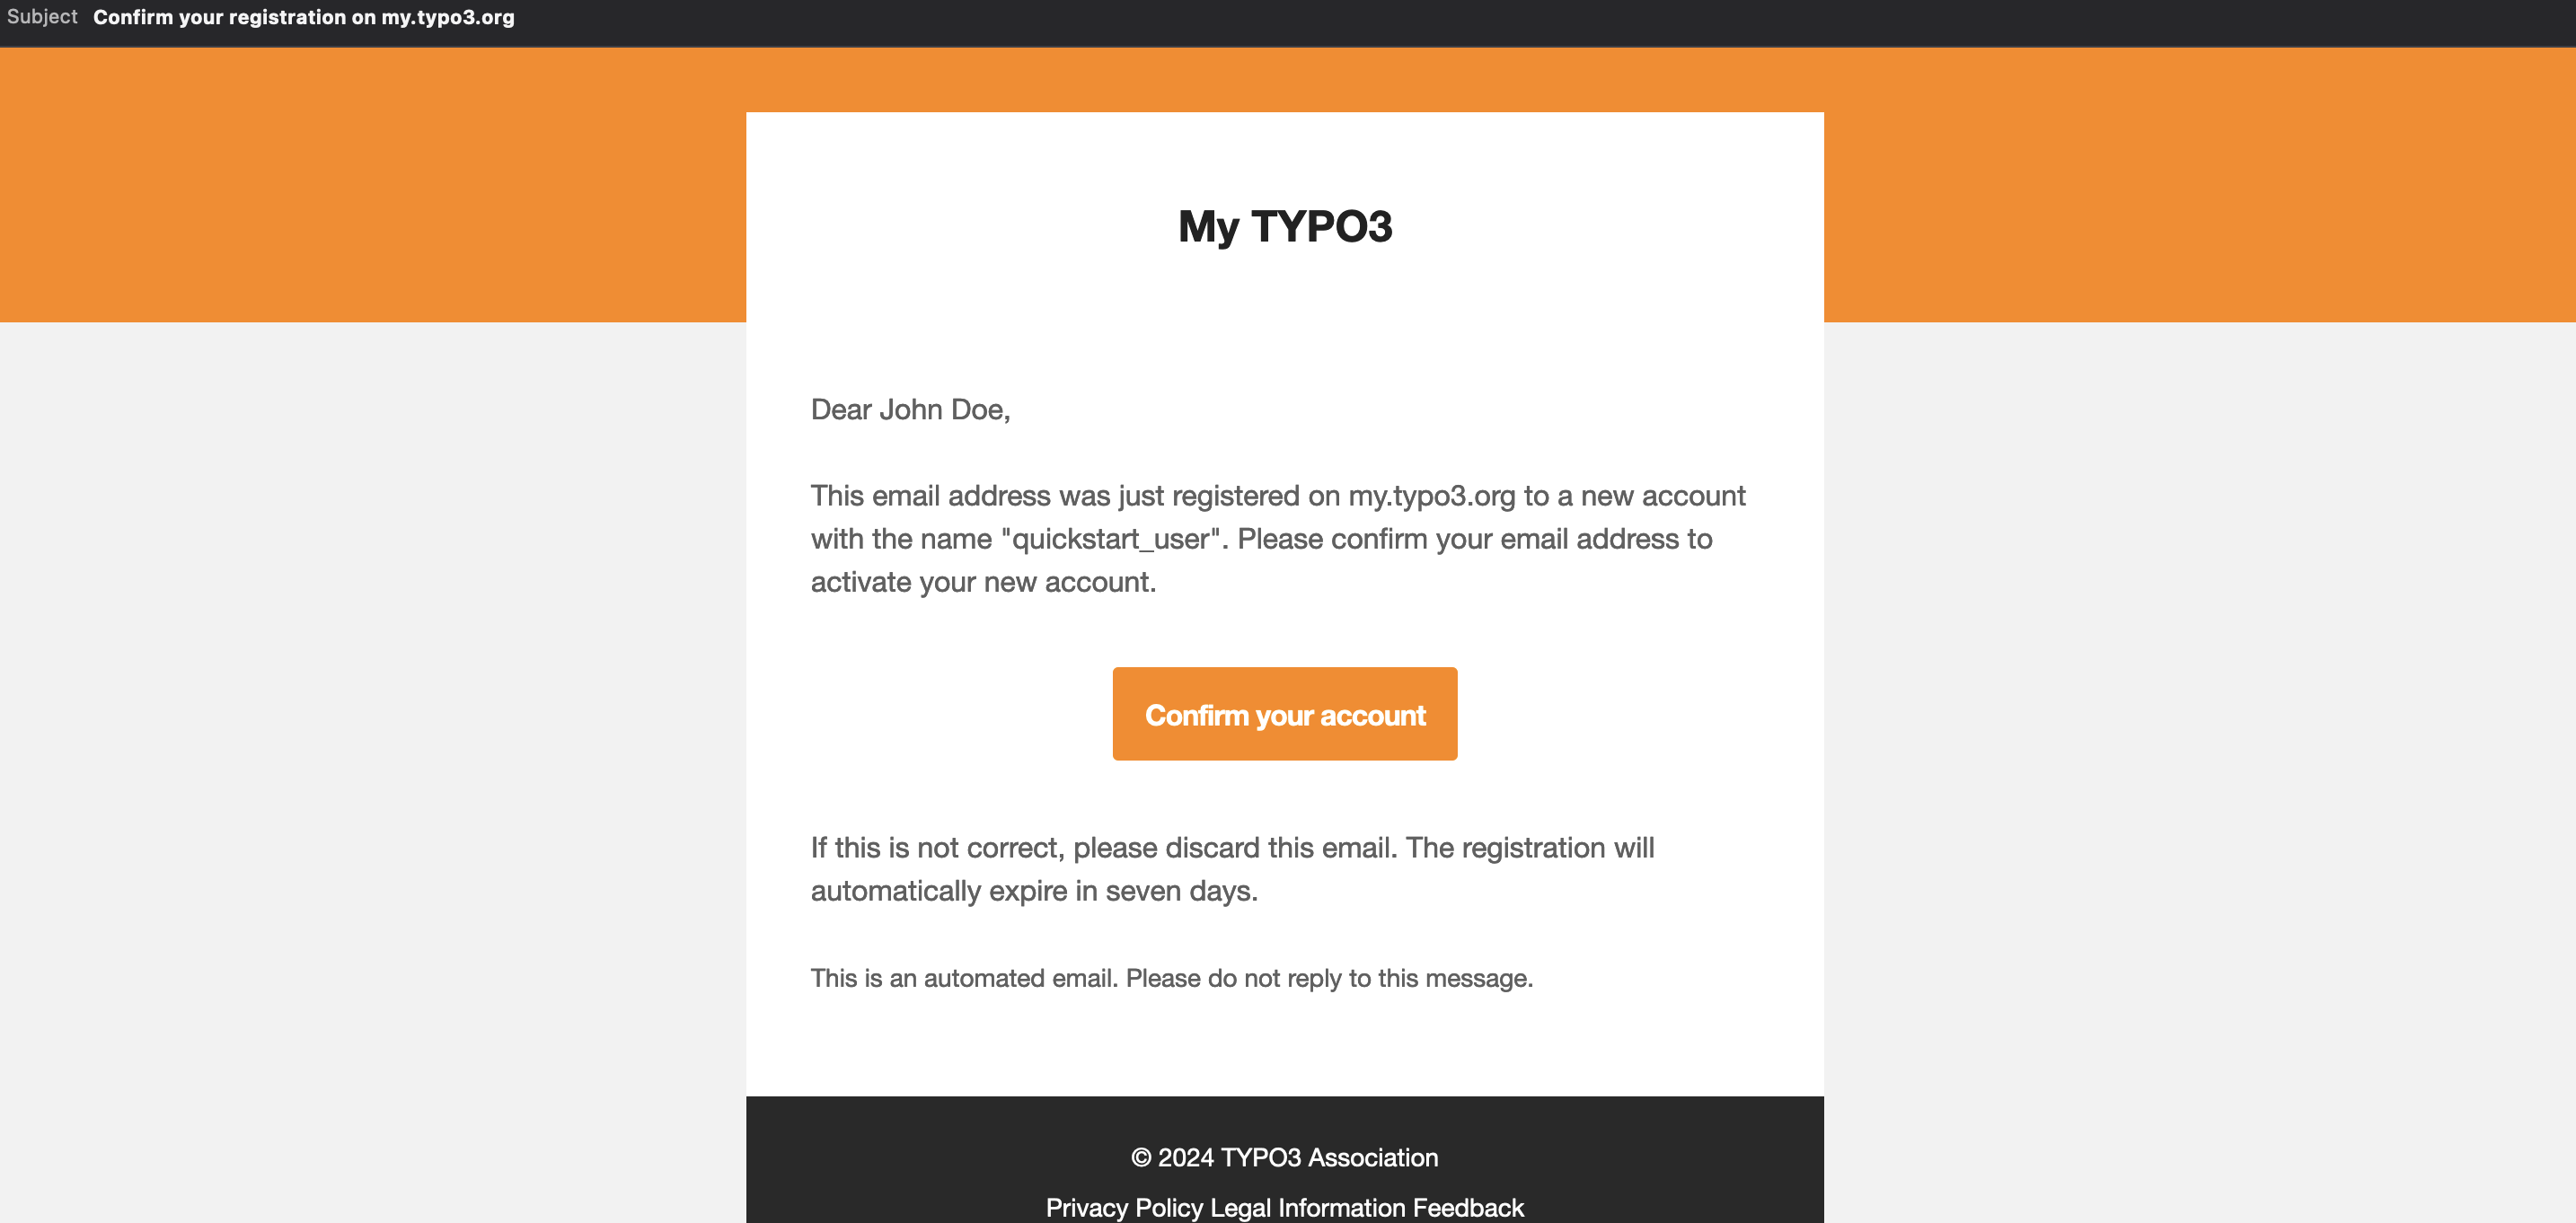 Subject Confirm your registration on my.typo3.org
My TYPO3
Dear John Doe,
This email address was just registered on my.typo3.org to a new account
with the name "quickstart_user". Please confirm your email address to
activate your new account.
Confirm your account
If this is not correct, please discard this email. The registration will
automatically expire in seven days.
This is an automated email. Please do not reply to this message.
© 2024 TYPO3 Association
Privacy Policy Legal Information Feedback